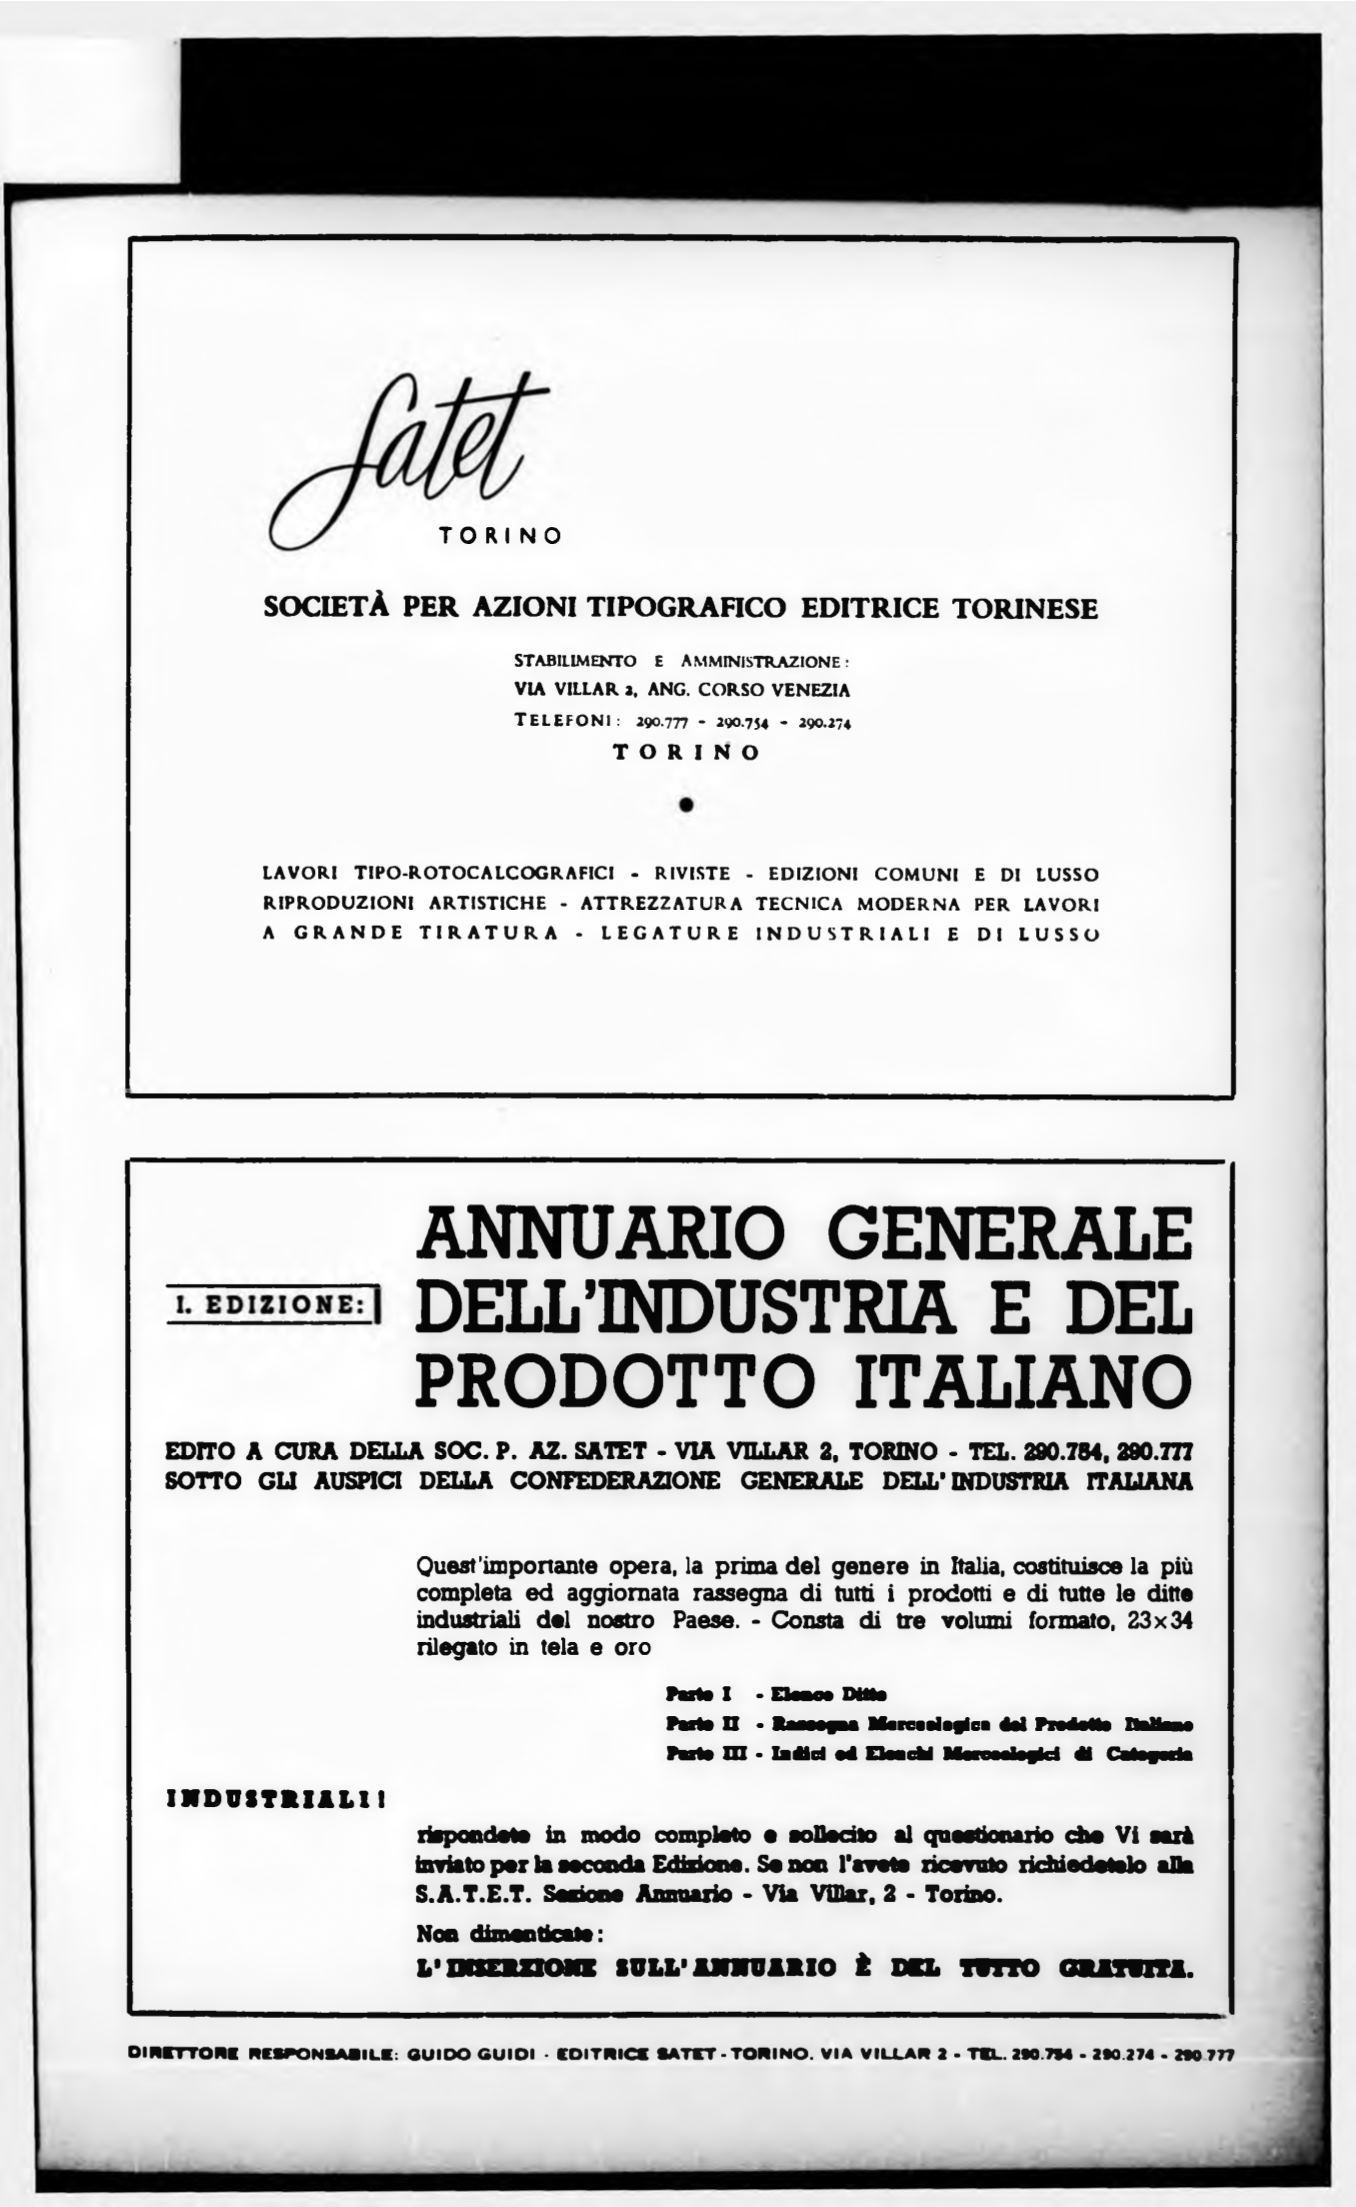 Satet
TORINO
SOCIETÀ PER AZIONI TIPOGRAFICO EDITRICE TORINESE
STABILIMENTO E AMMINISTRAZIONE:
VIA VILLAR 2, ANG. CORSO VENEZIA
TELEFONI: 290.777 - 290.754 - 290.274
TORINO
LAVORI TIPO-ROTOCALCOGRAFICI - RIVISTE - EDIZIONI COMUNI E DI LUSSO
RIPRODUZIONI ARTISTICHE - ATTREZZATURA TECNICA MODERNA PER LAVORI
A GRANDE TIRATURA - LEGATURE INDUSTRIALI E DI LUSSO
I. EDIZIONE:
ANNUARIO GENERALE
DELL'INDUSTRIA E DEL
PRODOTTO ITALIANO
EDITO A CURA DELLA SOC. P. AZ. SATET - VIA VILLAR 2, TORINO - TEL. 290.754, 290.777
SOTTO GLI AUSPICI DELLA CONFEDERAZIONE GENERALE DELL'INDUSTRIA ITALIANA
Quest'importante opera, la prima del genere in Italia, costituisce la più
completa ed aggiornata rassegna di tutti i prodotti e di tutte le ditte
industriali del nostro Paese. - Consta di tre volumi formato, 23×34
rilegato in tela e oro
Parte I - Elenco Ditte
Parte II - Rassegna Merceologica del Prodotto Italiano
Parte III - Indici ed Elenchi Merceologici di Categoria
INDUSTRIALI!
rispondete in modo completo e sollecito al questionario che Vi sarà
inviato per la seconda Edizione. Se non l'avete ricevuto richiedetelo alla
S.A.T.E.T. Sezione Annuario - Via Villar, 2 - Torino.
Non dimenticate:
L'INSERZIONE SULL'ANNUARIO È DEL TUTTO GRATUITA.
DIRETTORE RESPONSABILE: GUIDO GUIDI - EDITRICE SATET - TORINO. VIA VILLAR 2 - TEL. 290.754 - 290.274 - 290.777